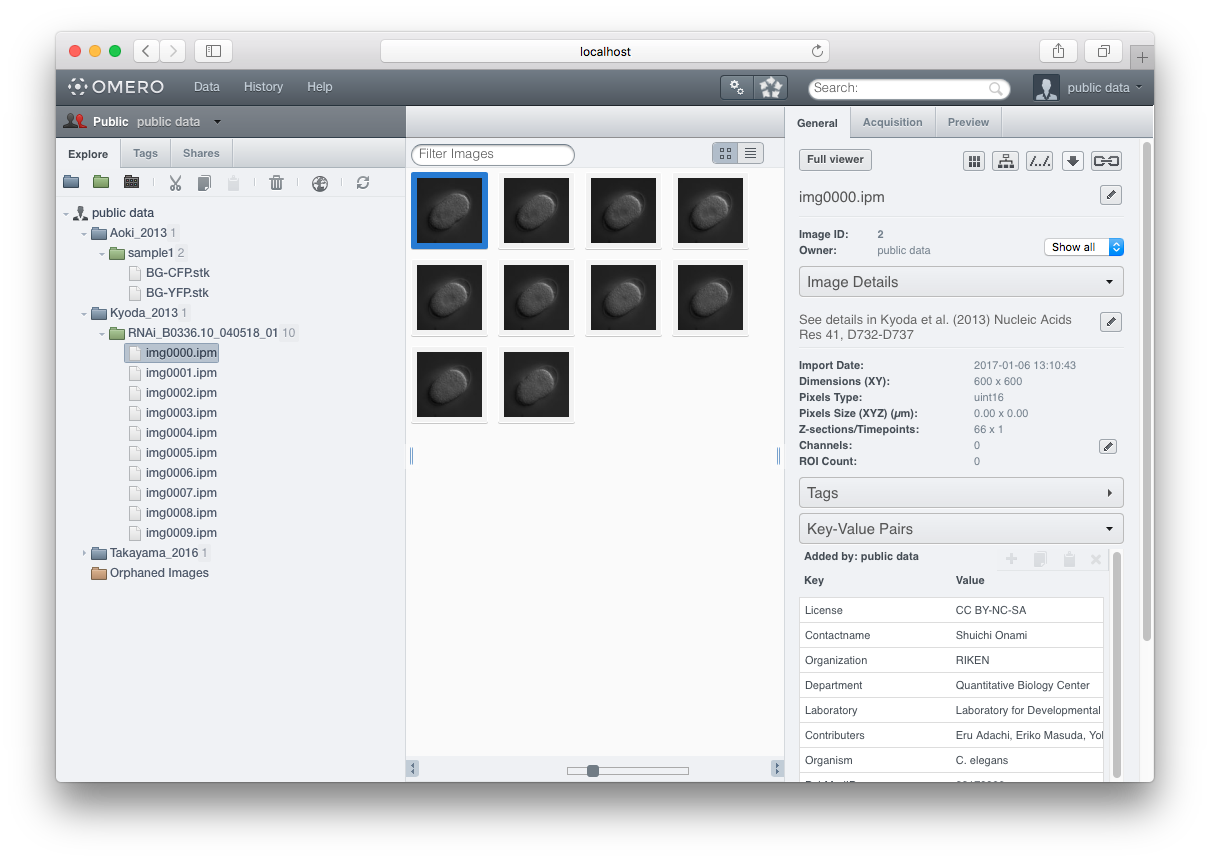 localhost
OMERO Data History Help Search: public data
Public public data
Explore Tags Shares
public data
Aoki_2013 1
sample1 2
BG-CFP.stk
BG-YFP.stk
Kyoda_2013 1
RNAi_B0336.10_040518_01 10
img0000.ipm
img0001.ipm
img0002.ipm
img0003.ipm
img0004.ipm
img0005.ipm
img0006.ipm
img0007.ipm
img0008.ipm
img0009.ipm
Takayama_2016 1
Orphaned Images
Filter Images
General Acquisition Preview
Full viewer
/.../
img0000.ipm
Image ID: 2
Owner: public data
Show all
Image Details
See details in Kyoda et al. (2013) Nucleic Acids
Res 41, D732-D737
Import Date: 2017-01-06 13:10:43
Dimensions (XY): 600 x 600
Pixels Type: uint16
Pixels Size (XYZ) (µm): 0.00 x 0.00
Z-sections/Timepoints: 66 x 1
Channels: 0
ROI Count: 0
Tags
Key-Value Pairs
Added by: public data
Key Value
License CC BY-NC-SA
Contactname Shuichi Onami
Organization RIKEN
Department Quantitative Biology Center
Laboratory Laboratory for Developmental
Contributers Eru Adachi, Eriko Masuda, Yo
Organism C. elegans